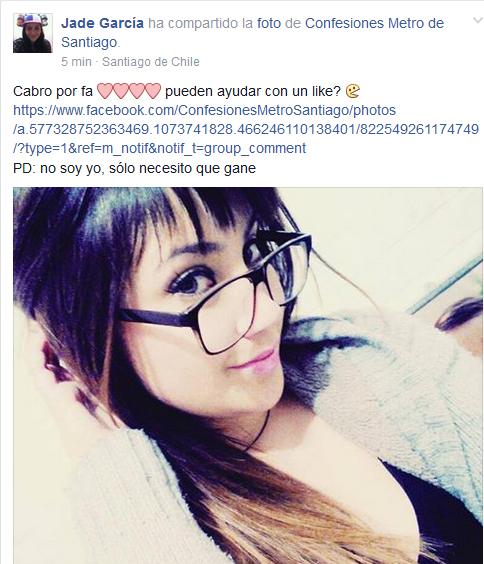 Jade García ha compartido la foto de Confesiones Metro de
Santiago.
5 min · Santiago de Chile
Cabro por fa pueden ayudar con un like?
https://www.facebook.com/ConfesionesMetroSantiago/photos
/a.577328752363469.1073741828.466246110138401/822549261174749
/?type=1&ref=m_notif&notif_t=group_comment
PD: no soy yo, sólo necesito que gane